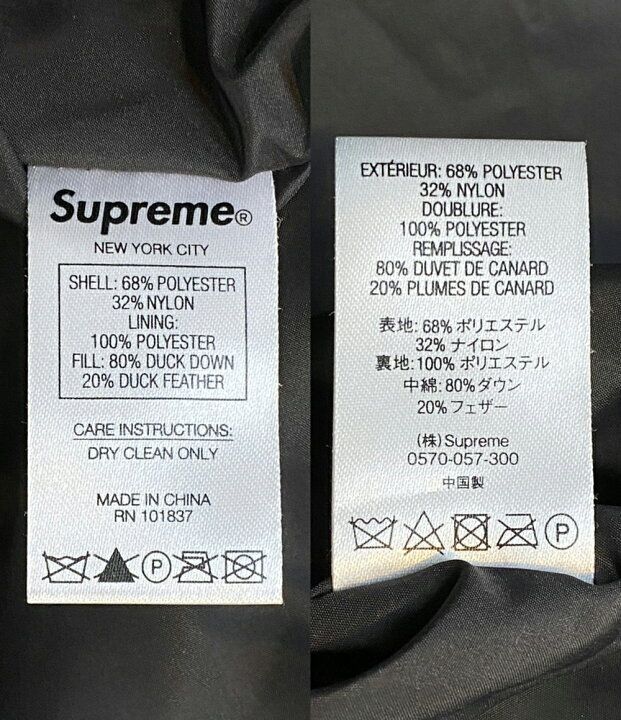 Supreme®
NEW YORK CITY
SHELL: 68% POLYESTER
32% NYLON
LINING:
100% POLYESTER
FILL: 80% DUCK DOWN
20% DUCK FEATHER
CARE INSTRUCTIONS:
DRY CLEAN ONLY
MADE IN CHINA
RN 101837
P
EXTÉRIEUR: 68% POLYESTER
32% NYLON
DOUBLURE:
100% POLYESTER
REMPLISSAGE:
80% DUVET DE CANARD
20% PLUMES DE CANARD
表地: 68% ポリエステル
32% ナイロン
裏地: 100% ポリエステル
中綿: 80% ダウン
20% フェザー
(株) Supreme
0570-057-300
中国製
P